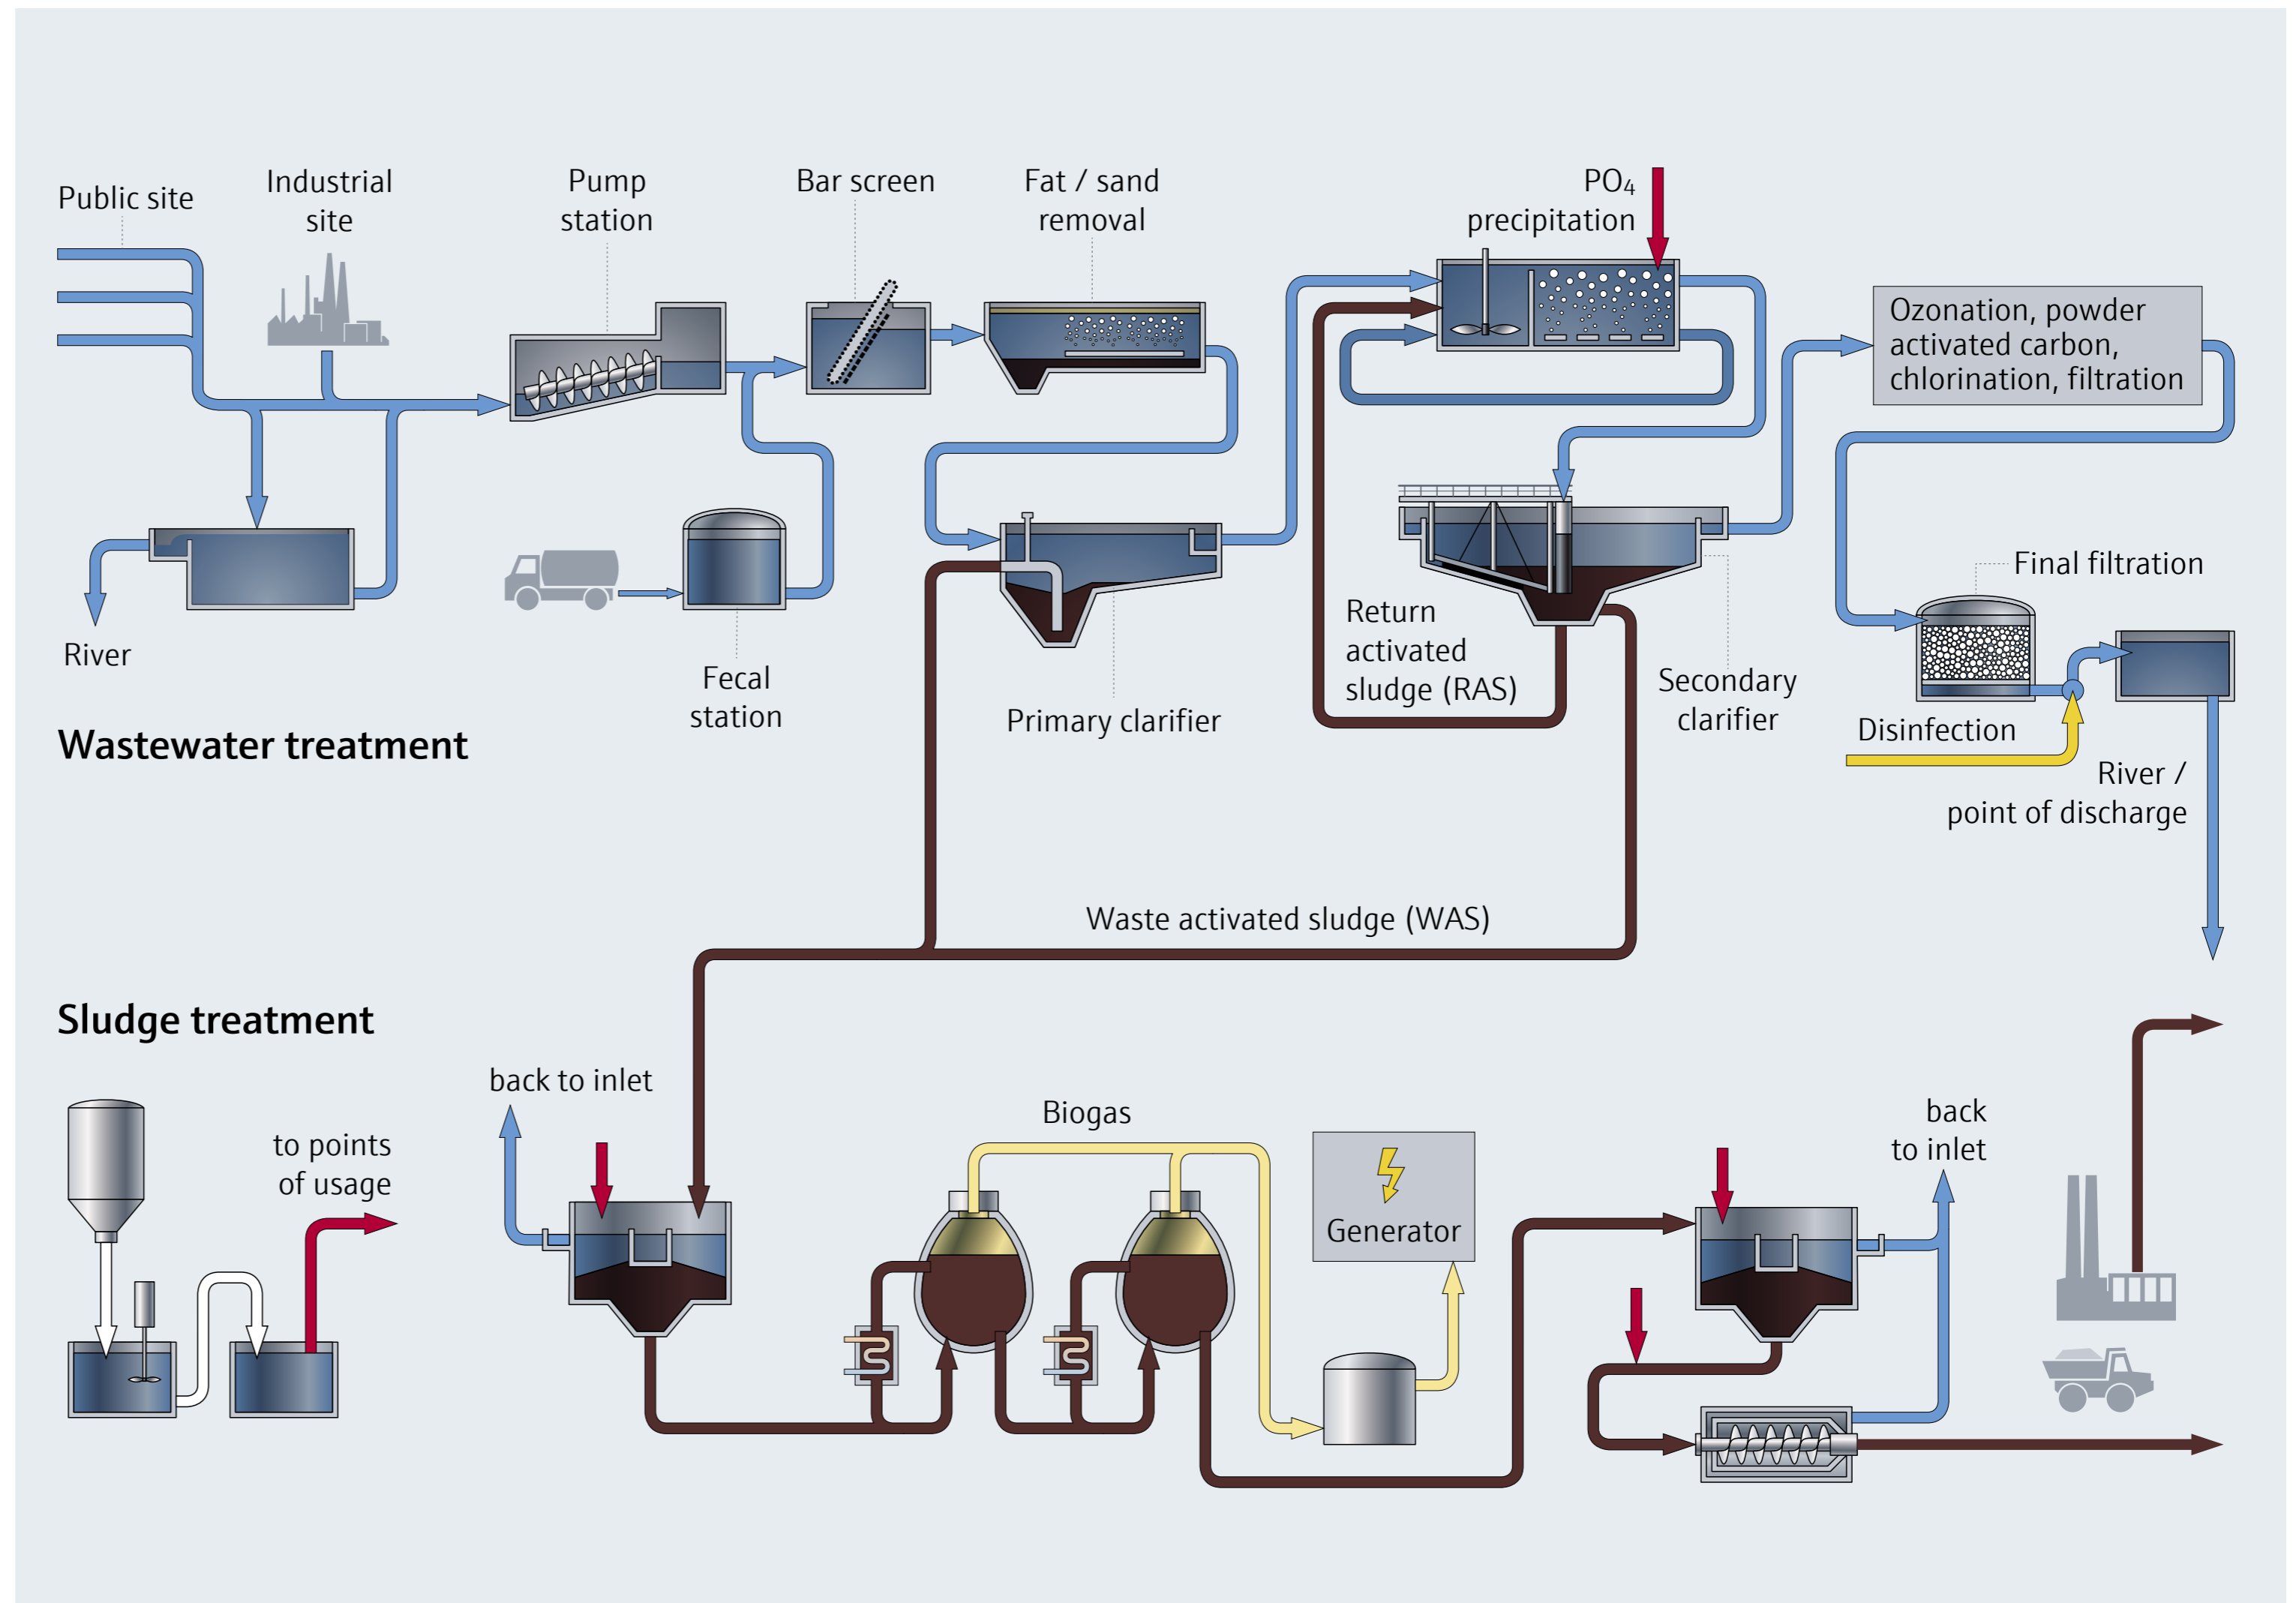 Public site
Industrial
site
Pump
station
Bar screen
Fat / sand
removal
PO₄
precipitation
Ozonation, powder
activated carbon,
chlorination, filtration
River
Fecal
station
Primary clarifier
Return
activated
sludge (RAS)
Secondary
clarifier
Final filtration
Disinfection
River /
point of discharge
Wastewater treatment
Waste activated sludge (WAS)
Sludge treatment
to points
of usage
back to inlet
Biogas
Generator
back
to inlet